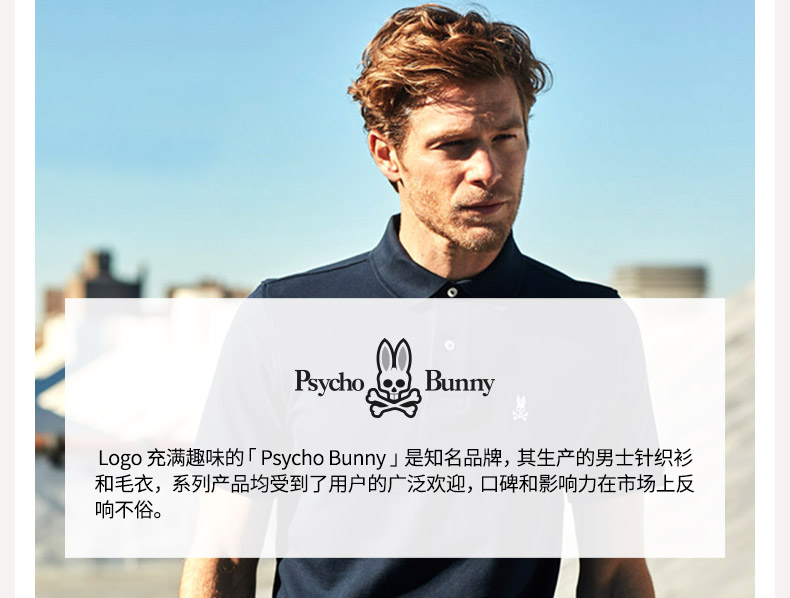 Psycho Bunny
Logo 充满趣味的「Psycho Bunny」是知名品牌，其生产的男士针织衫
和毛衣，系列产品均受到了用户的广泛欢迎，口碑和影响力在市场上反
响不俗。